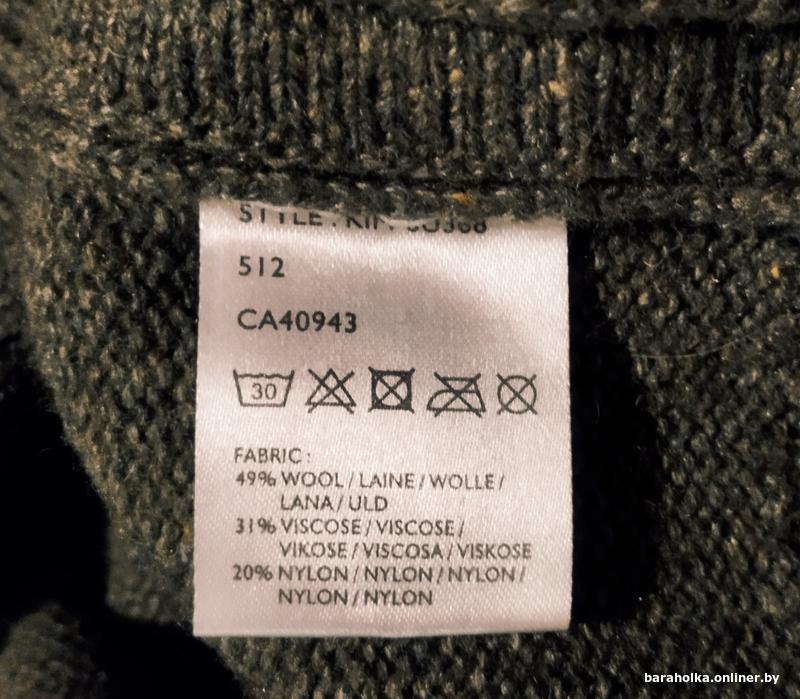 STYLE :
512
CA40943
30
FABRIC :
49% WOOL / LAINE / WOLLE /
LANA / ULD
31% VISCOSE / VISCOSE /
VIKOSE / VISCOSA / VISKOSE
20% NYLON / NYLON / NYLON /
NYLON / NYLON
baraholka.onliner.by